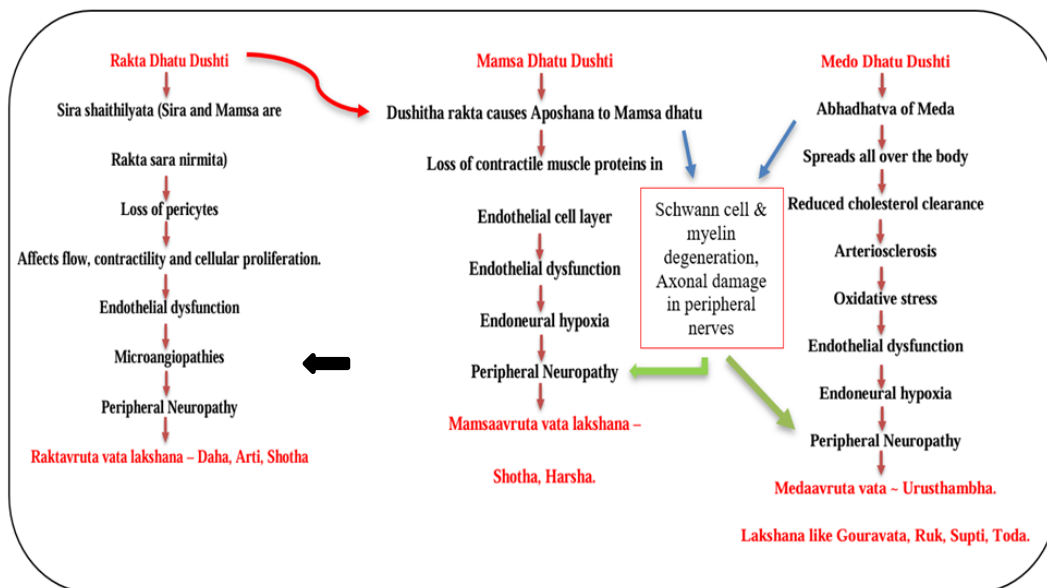 Rakta Dhatu Dushti
Sira shaithilyata (Sira and Mamsa are
Rakta sara nirmita)
Loss of pericytes
Affects flow, contractility and cellular proliferation.
Endothelial dysfunction
Microangiopathies
Peripheral Neuropathy
Raktavruta vata lakshana – Daha, Arti, Shotha
Mamsa Dhatu Dushti
Dushitha rakta causes Aposhana to Mamsa dhatu
Loss of contractile muscle proteins in
Endothelial cell layer
Endothelial dysfunction
Endoneural hypoxia
Peripheral Neuropathy
Mamsaavruta vata lakshana –
Shotha, Harsha.
Schwann cell &
myelin
degeneration,
Axonal damage
in peripheral
nerves
Medo Dhatu Dushti
Abhadhatva of Meda
Spreads all over the body
Reduced cholesterol clearance
Arteriosclerosis
Oxidative stress
Endothelial dysfunction
Endoneural hypoxia
Peripheral Neuropathy
Medaavruta vata ~ Urusthambha.
Lakshana like Gouravata, Ruk, Supti, Toda.